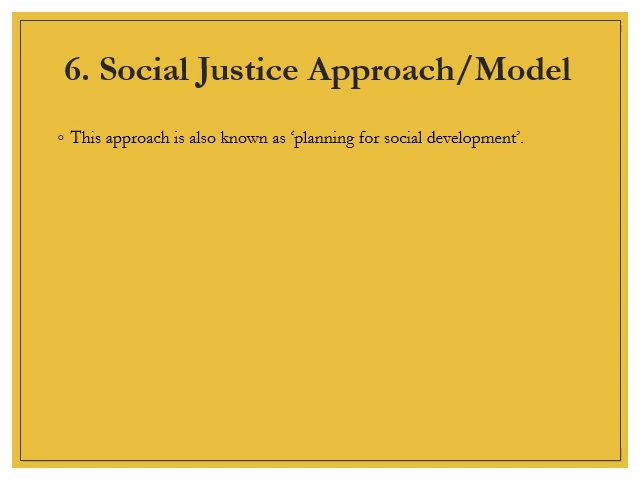 6. Social Justice Approach/Model
◦ This approach is also known as ‘planning for social development’.